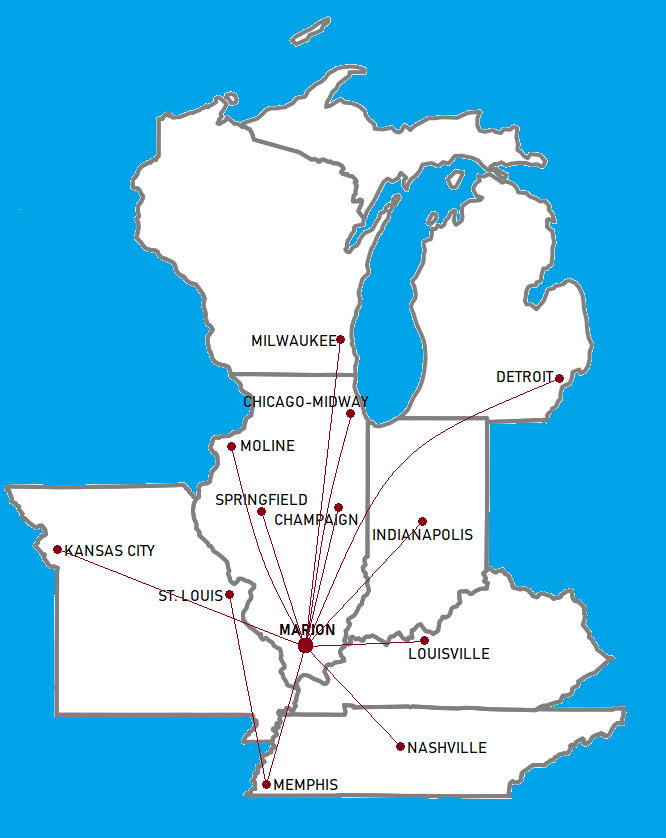 MILWAUKEE
DETROIT
CHICAGO-MIDWAY
MOLINE
SPRINGFIELD
CHAMPAIGN
INDIANAPOLIS
KANSAS CITY
ST. LOUIS
MARION
LOUISVILLE
NASHVILLE
MEMPHIS